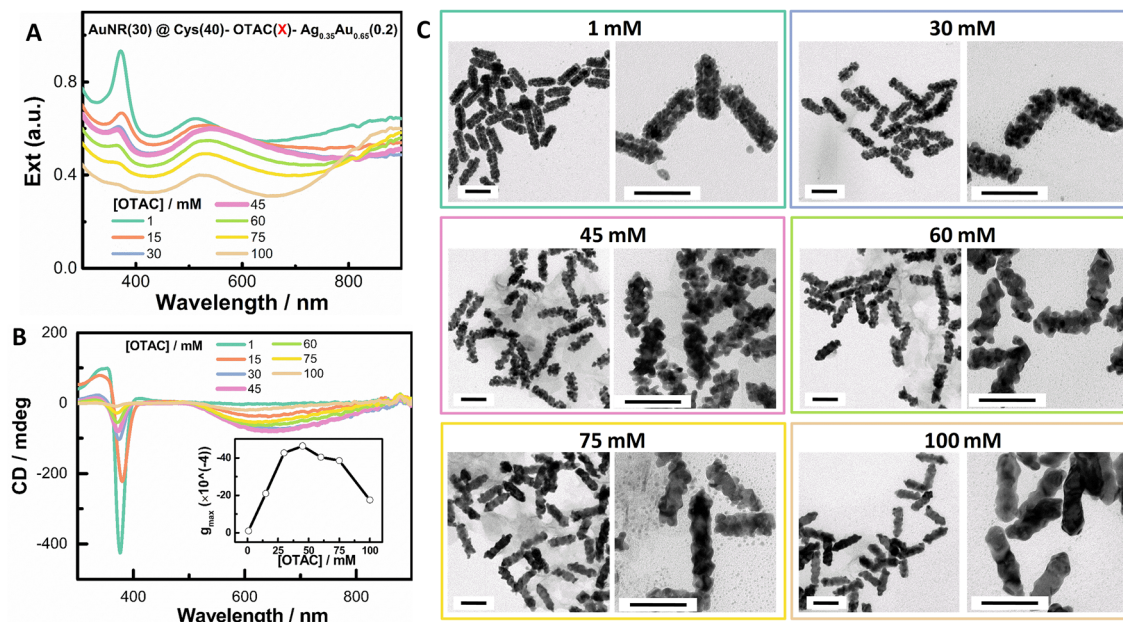 A
AuNR(30) @ Cys(40)- OTAC(X)- Ag0.35Au0.65(0.2)
0.8
0.4
0.0
Ext (a.u.)
[OTAC] / mM
1
15
30
45
60
75
100
400
600
800
Wavelength / nm
B
200
0
-200
-400
CD / mdeg
[OTAC] / mM
1
15
30
45
60
75
100
gmax (×10^(-4))
-40
-20
0
0
25
50
75
100
[OTAC] / mM
400
600
800
Wavelength / nm
C
1 mM
30 mM
45 mM
60 mM
75 mM
100 mM